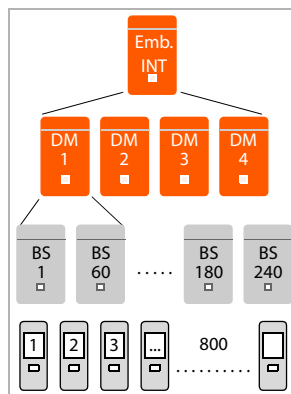 Emb.
INT
DM DM DM DM
1 2 3 4
BS BS BS BS
1 60 ..... 180 240
1 2 3 ... 800
..........